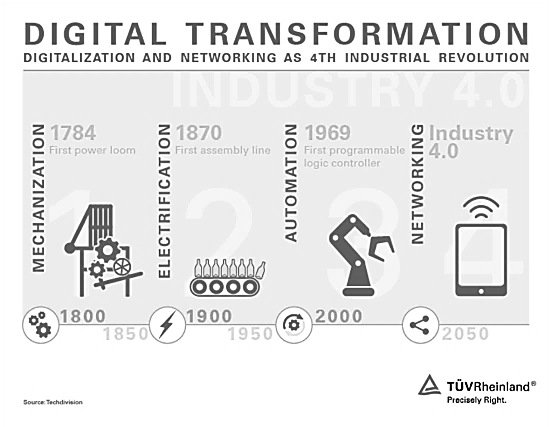 DIGITAL TRANSFORMATION
DIGITALIZATION AND NETWORKING AS 4TH INDUSTRIAL REVOLUTION
INDUSTRY 4.0
MECHANIZATION
1784
First power loom
1
ELECTRIFICATION
1870
First assembly line
2
AUTOMATION
1969
First programmable
logic controller
3
NETWORKING
Industry
4.0
4
1800
1850
1900
1950
2000
2050
TÜVRheinland®
Precisely Right.
Source: Techdivision